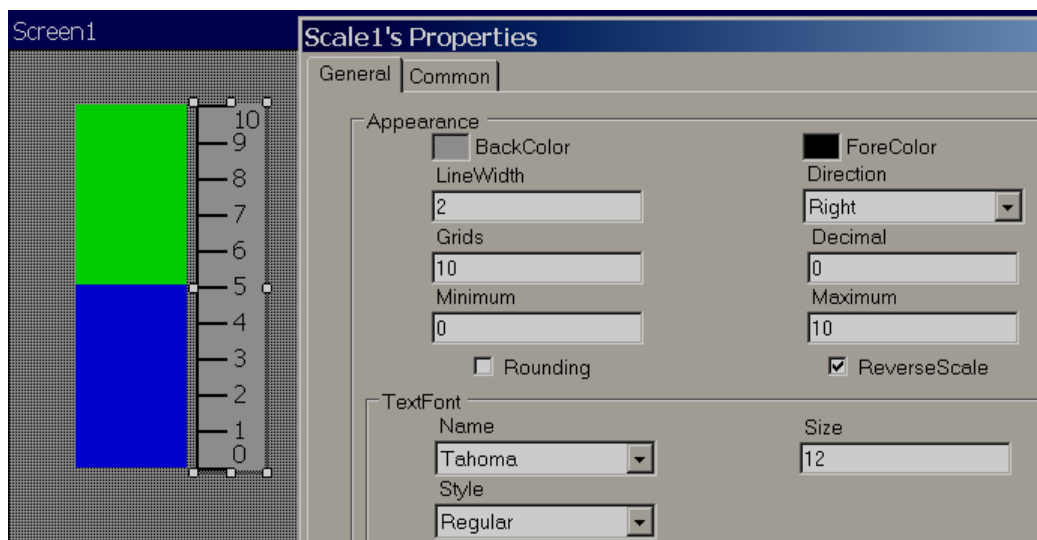 Screen1
10
9
8
7
6
5
4
3
2
1
0
Scale1's Properties
General Common
Appearance
BackColor ForeColor
LineWidth Direction
2 Right
Grids Decimal
10 0
Minimum Maximum
0 10
Rounding ReverseScale
TextFont
Name Size
Tahoma 12
Style
Regular